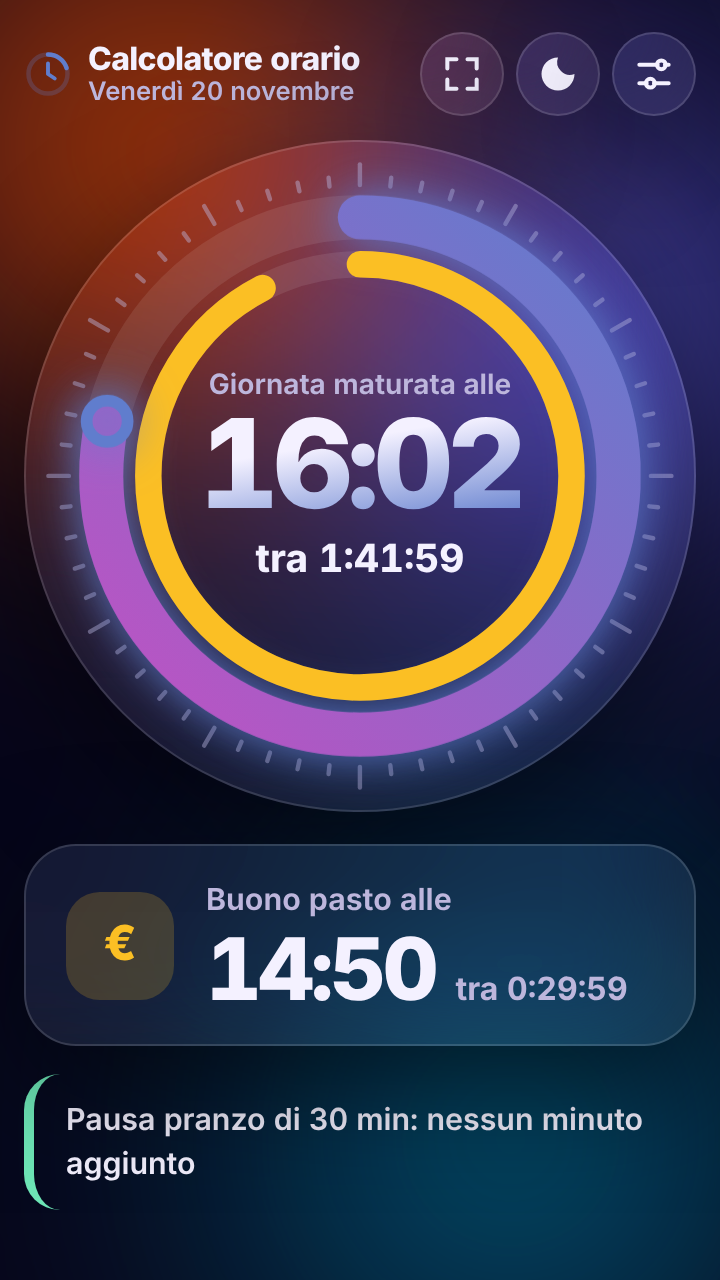 Calcolatore orario
Venerdì 20 novembre
Giornata maturata alle
16:02
tra 1:41:59
€
Buono pasto alle
14:50 tra 0:29:59
Pausa pranzo di 30 min: nessun minuto
aggiunto